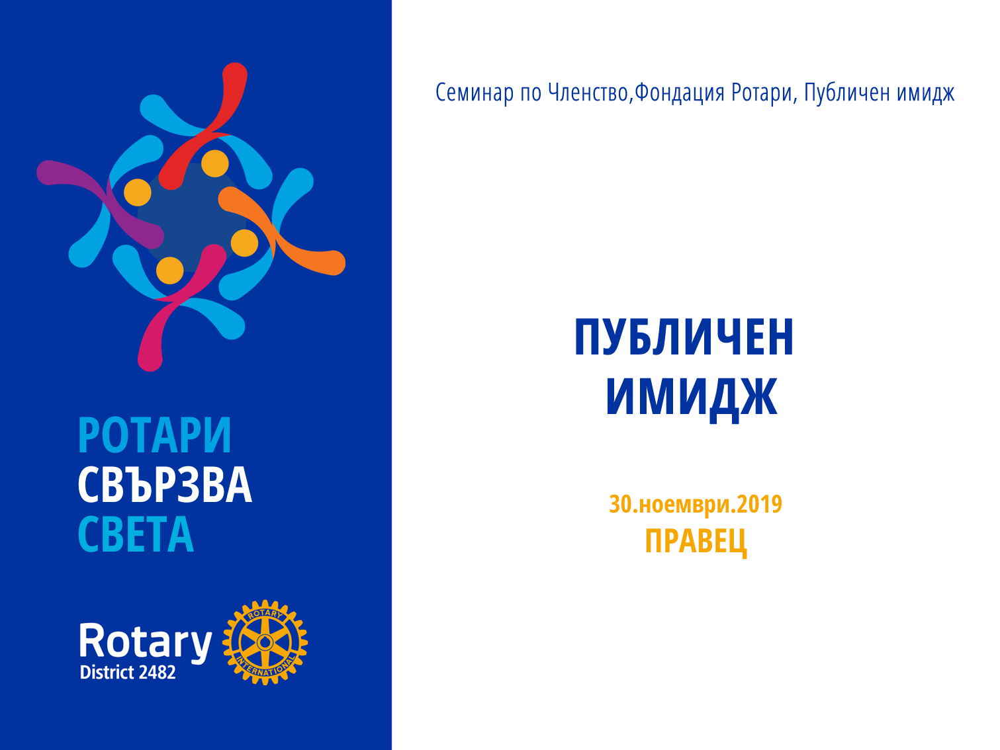 Семинар по Членство,Фондация Ротари, Публичен имидж
ПУБЛИЧЕН
ИМИДЖ
30.ноември.2019
ПРАВЕЦ
РОТАРИ
СВЪРЗВА
СВЕТА
Rotary
District 2482
ROTARY
INTERNATIONAL